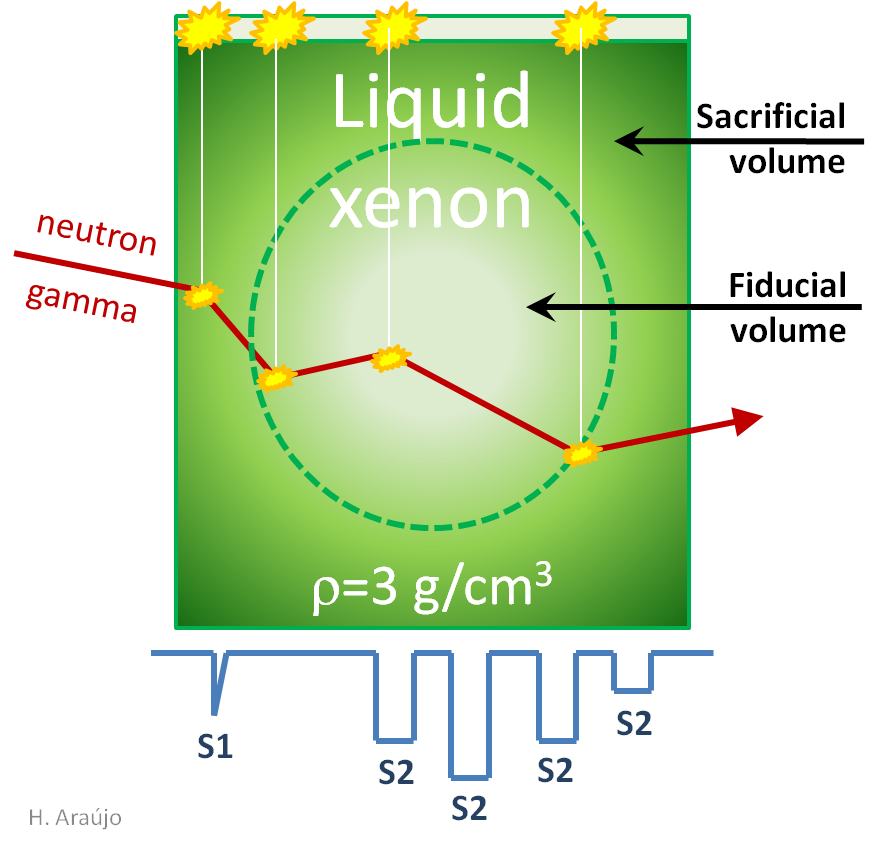 Liquid
xenon
Sacrificial
volume
neutron
gamma
Fiducial
volume
ρ=3 g/cm³
S1
S2
S2
S2
S2
H. Araújo